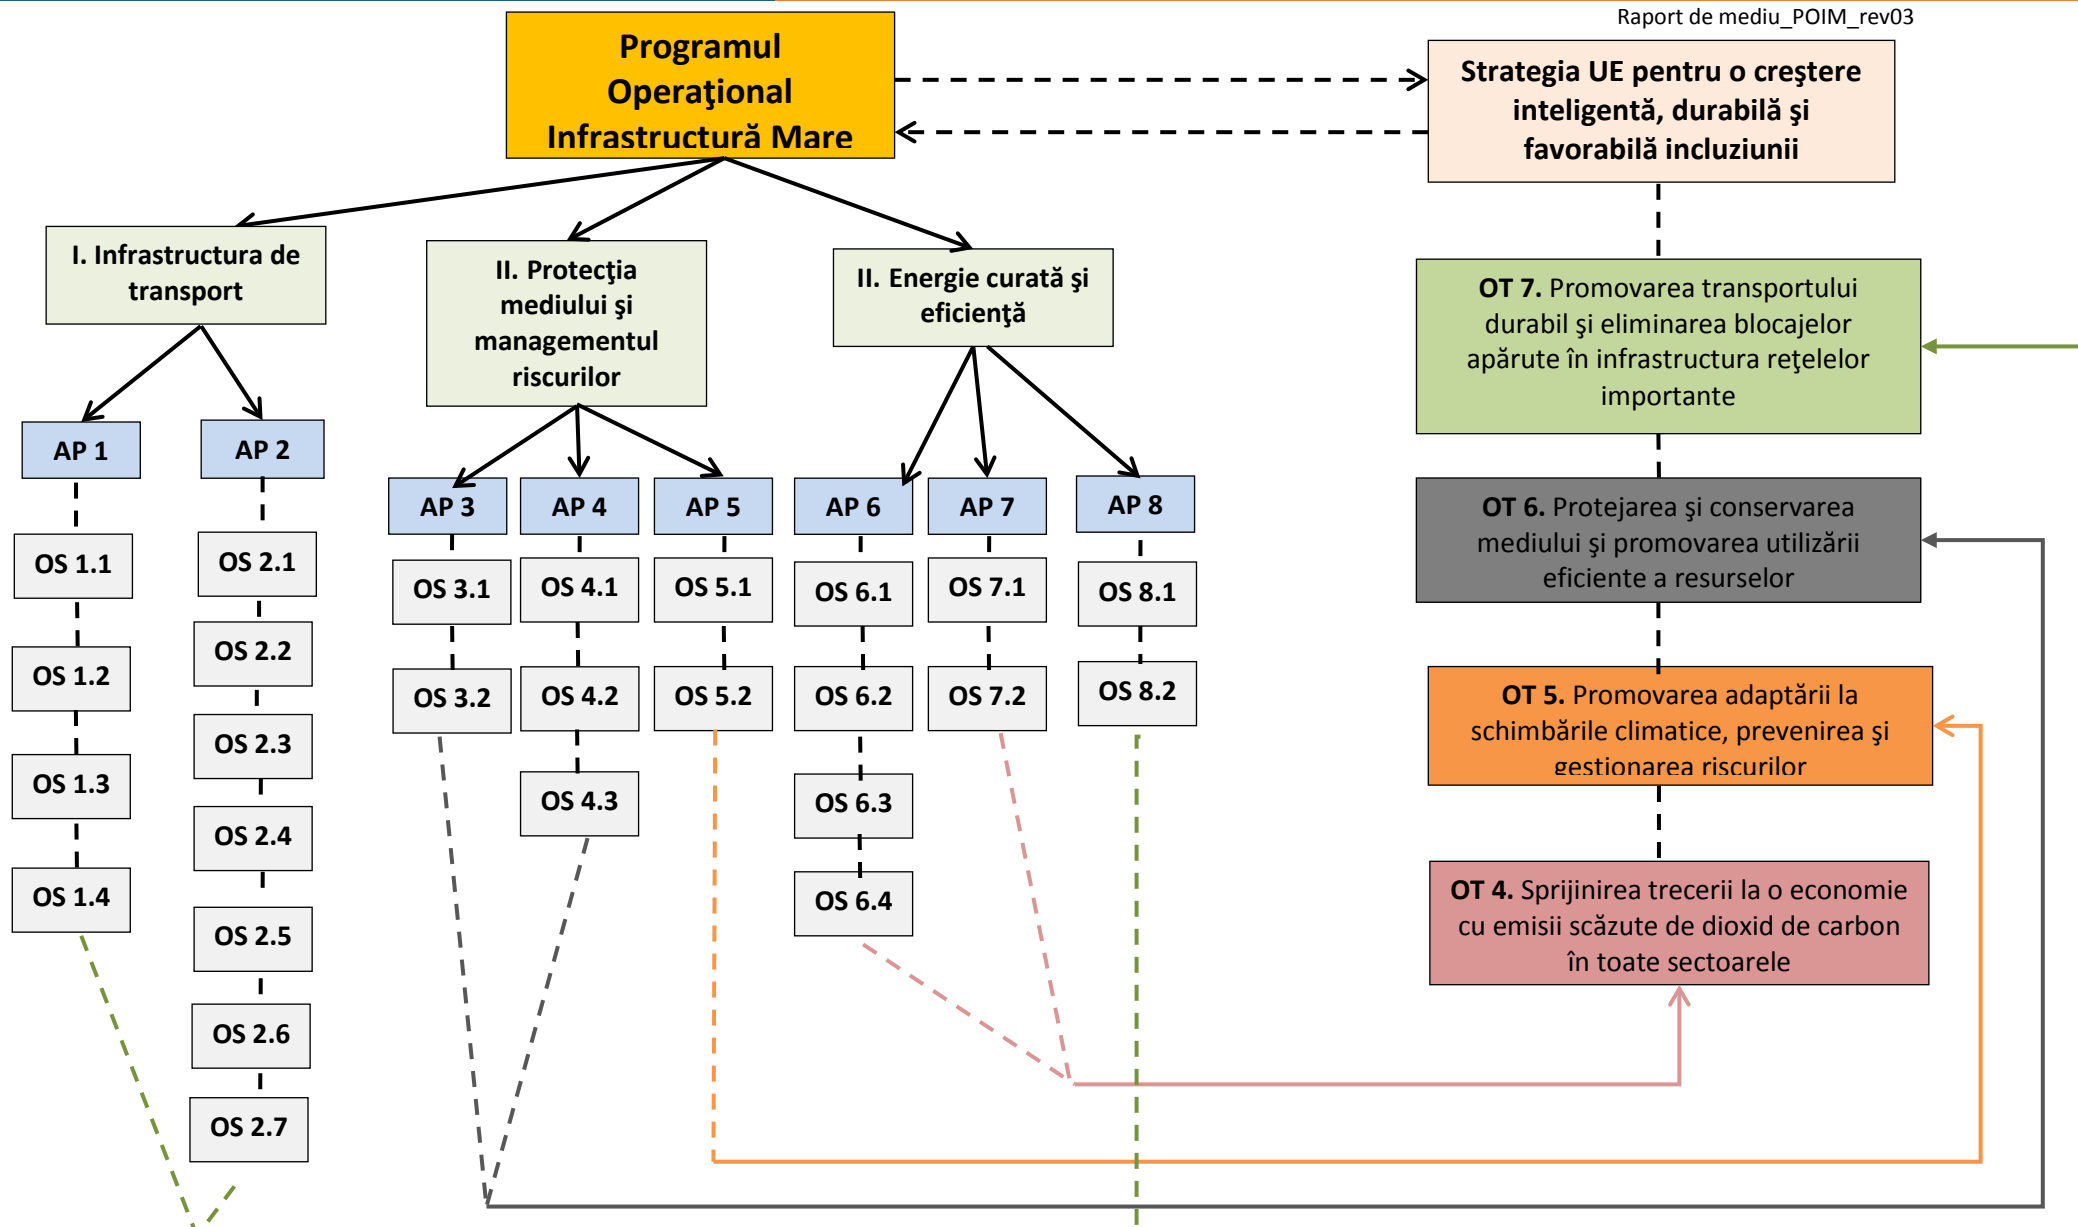 Raport de mediu_POIM_rev03
Programul
Operaţional
Infrastructură Mare
Strategia UE pentru o creştere
inteligentă, durabilă şi
favorabilă incluziunii
I. Infrastructura de
transport
II. Protecţia
mediului şi
managementul
riscurilor
II. Energie curată şi
eficienţă
OT 7. Promovarea transportului
durabil şi eliminarea blocajelor
apărute în infrastructura reţelelor
importante
AP 1
AP 2
AP 3
AP 4
AP 5
AP 6
AP 7
AP 8
OT 6. Protejarea şi conservarea
mediului şi promovarea utilizării
eficiente a resurselor
OS 1.1
OS 1.2
OS 1.3
OS 1.4
OS 2.1
OS 2.2
OS 2.3
OS 2.4
OS 2.5
OS 2.6
OS 2.7
OS 3.1
OS 3.2
OS 4.1
OS 4.2
OS 4.3
OS 5.1
OS 5.2
OS 6.1
OS 6.2
OS 6.3
OS 6.4
OS 7.1
OS 7.2
OS 8.1
OS 8.2
OT 5. Promovarea adaptării la
schimbările climatice, prevenirea şi
gestionarea riscurilor
OT 4. Sprijinirea trecerii la o economie
cu emisii scăzute de dioxid de carbon
în toate sectoarele